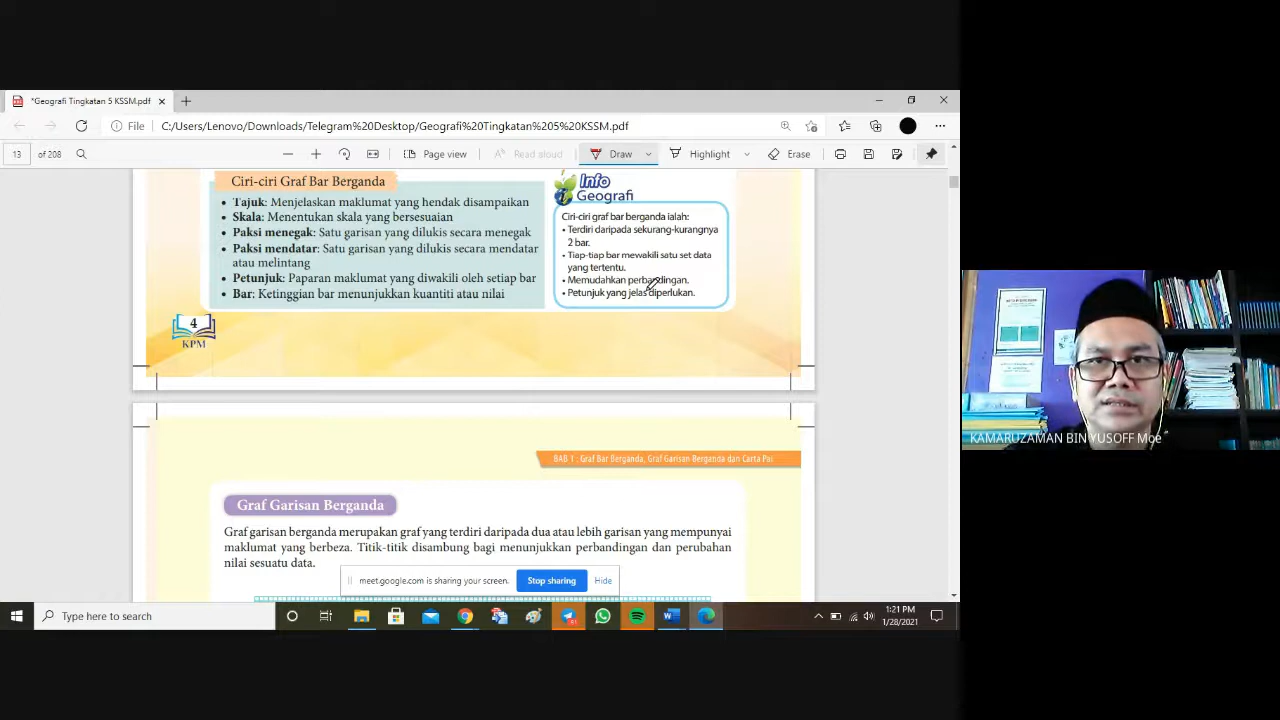 *Geografi Tingkatan 5 KSSM.pdf
File C:/Users/Lenovo/Downloads/Telegram%20Desktop/Geografi%20Tingkatan%205%20KSSM.pdf
13 of 208 Page view Read aloud Draw Highlight Erase
Ciri-ciri Graf Bar Berganda
• Tajuk: Menjelaskan maklumat yang hendak disampaikan
• Skala: Menentukan skala yang bersesuaian
• Paksi menegak: Satu garisan yang dilukis secara menegak
• Paksi mendatar: Satu garisan yang dilukis secara mendatar
atau melintang
• Petunjuk: Paparan maklumat yang diwakili oleh setiap bar
• Bar: Ketinggian bar menunjukkan kuantiti atau nilai
Info
Geografi
Ciri-ciri graf bar berganda ialah:
• Terdiri daripada sekurang-kurangnya
2 bar.
• Tiap-tiap bar mewakili satu set data
yang tertentu.
• Memudahkan perbandingan.
• Petunjuk yang jelas diperlukan.
4
KPM
BAB 1 : Graf Bar Berganda, Graf Garisan Berganda dan Carta Pai
Graf Garisan Berganda
Graf garisan berganda merupakan graf yang terdiri daripada dua atau lebih garisan yang mempunyai
maklumat yang berbeza. Titik-titik disambung bagi menunjukkan perbandingan dan perubahan
nilai sesuatu data.
meet.google.com is sharing your screen. Stop sharing Hide
Type here to search
1:21 PM
1/28/2021
KAMARUZAMAN BIN YUSOFF Moe